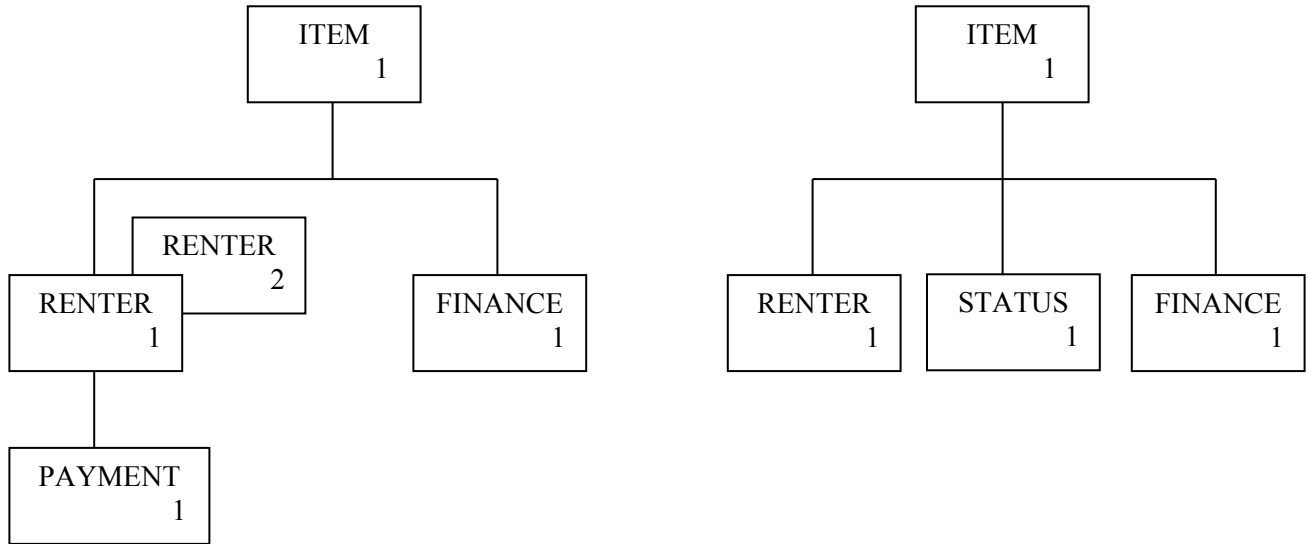 ITEM
1
RENTER
2
RENTER
1
FINANCE
1
PAYMENT
1
ITEM
1
RENTER
1
STATUS
1
FINANCE
1